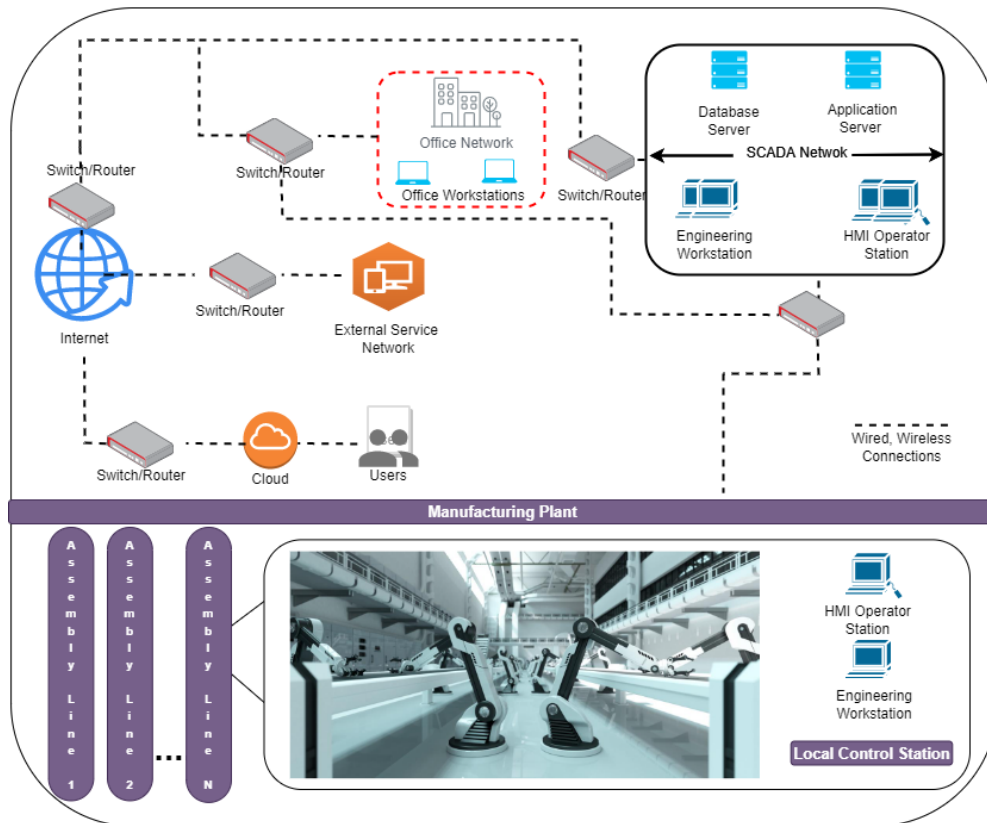 Database
Server
Application
Server
Office Network
SCADA Netwok
Switch/Router
Switch/Router
Switch/Router
Office Workstations
Engineering
Workstation
HMI Operator
Station
Switch/Router
Internet
External Service
Network
Wired, Wireless
Connections
Switch/Router
Cloud
Users
Manufacturing Plant
Assembly Line 1
Assembly Line 2
...
Assembly Line N
HMI Operator
Station
Engineering
Workstation
Local Control Station